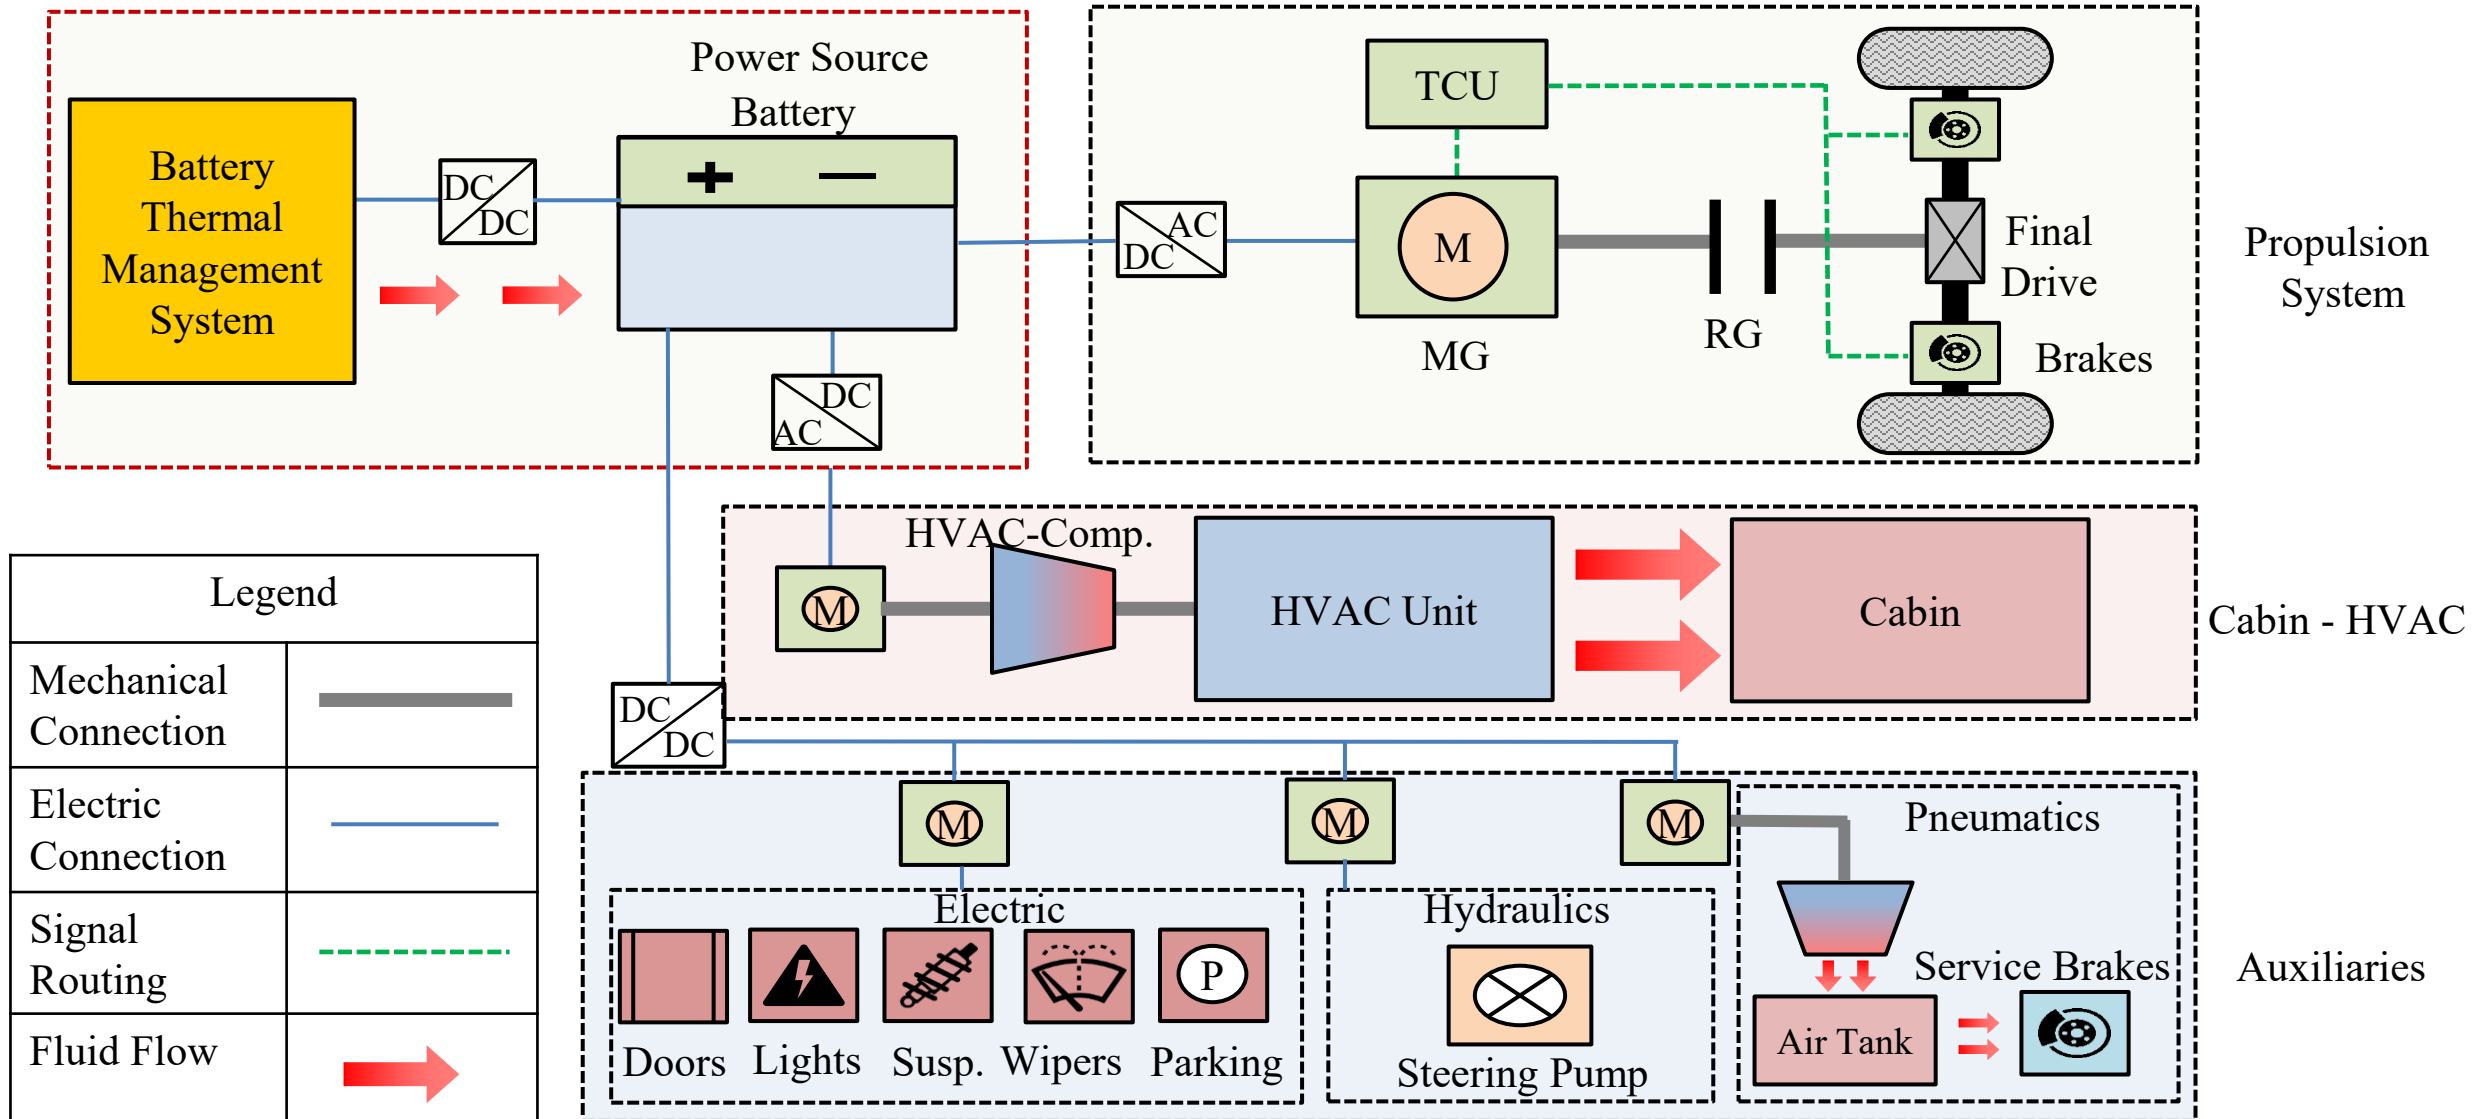 Power Source
Battery
Battery
Thermal
Management
System
DC
DC
DC
AC
AC
DC
TCU
M
MG
RG
Final
Drive
Brakes
Propulsion
System
HVAC-Comp.
M
HVAC Unit
Cabin
Cabin - HVAC
DC
DC
Legend
Mechanical
Connection
Electric
Connection
Signal
Routing
Fluid Flow
M
M
M
Electric
Doors
Lights
Susp.
Wipers
P
Parking
Hydraulics
Steering Pump
Pneumatics
Service Brakes
Air Tank
Auxiliaries